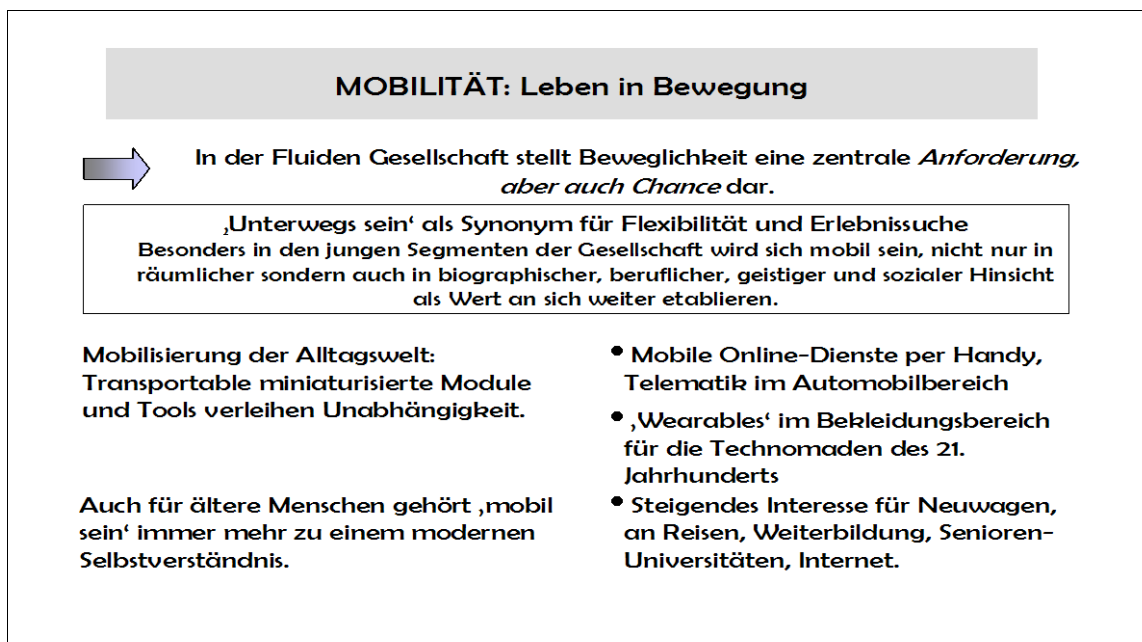 MOBILITÄT: Leben in Bewegung
In der Fluiden Gesellschaft stellt Beweglichkeit eine zentrale Anforderung,
aber auch Chance dar.
‚Unterwegs sein‘ als Synonym für Flexibilität und Erlebnissuche
Besonders in den jungen Segmenten der Gesellschaft wird sich mobil sein, nicht nur in
räumlicher sondern auch in biographischer, beruflicher, geistiger und sozialer Hinsicht
als Wert an sich weiter etablieren.
Mobilisierung der Alltagswelt:
Transportable miniaturisierte Module
und Tools verleihen Unabhängigkeit.
• Mobile Online-Dienste per Handy,
Telematik im Automobilbereich
• ‚Wearables‘ im Bekleidungsbereich
für die Technomaden des 21.
Jahrhunderts
Auch für ältere Menschen gehört ‚mobil
sein‘ immer mehr zu einem modernen
Selbstverständnis.
• Steigendes Interesse für Neuwagen,
an Reisen, Weiterbildung, Senioren-
Universitäten, Internet.